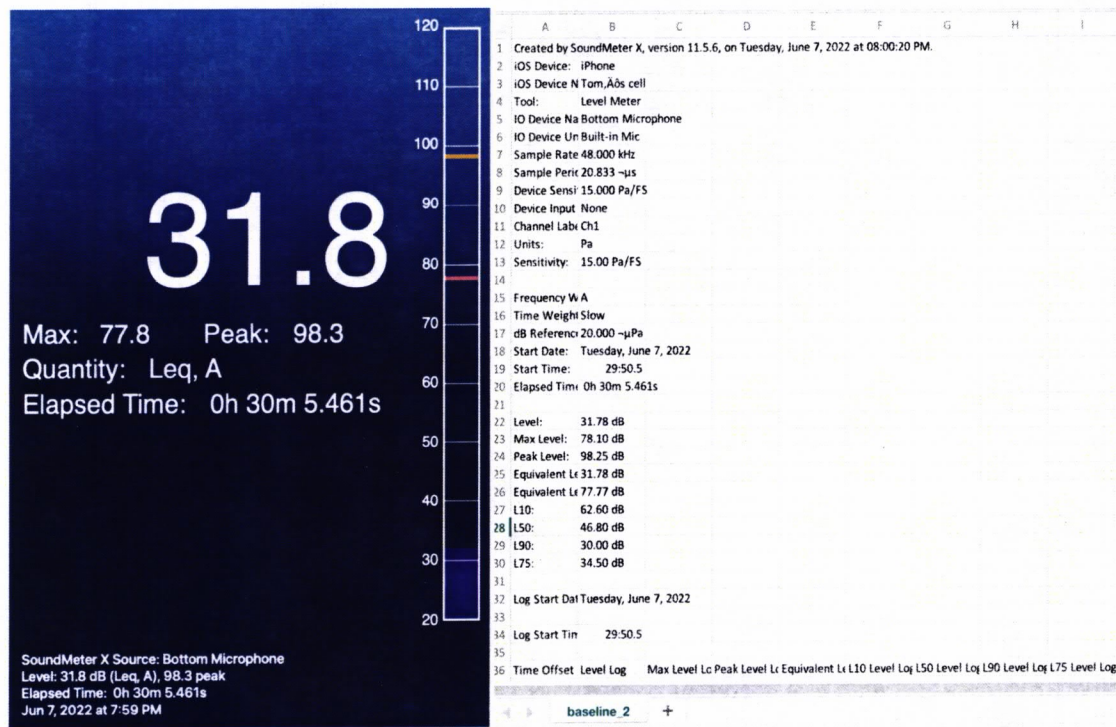 120
110
100
90
80
70
60
50
40
30
20
31.8
Max: 77.8 Peak: 98.3
Quantity: Leq, A
Elapsed Time: 0h 30m 5.461s
SoundMeter X Source: Bottom Microphone
Level: 31.8 dB (Leq, A), 98.3 peak
Elapsed Time: 0h 30m 5.461s
Jun 7, 2022 at 7:59 PM
A B C D E F G H I
1 Created by SoundMeter X, version 11.5.6, on Tuesday, June 7, 2022 at 08:00:20 PM.
2 iOS Device: iPhone
3 iOS Device N Tom‚Äôs cell
4 Tool: Level Meter
5 IO Device Na Bottom Microphone
6 IO Device Un Built-in Mic
7 Sample Rate 48.000 kHz
8 Sample Peric 20.833 ¬µs
9 Device Sensi 15.000 Pa/FS
10 Device Input None
11 Channel Labe Ch1
12 Units: Pa
13 Sensitivity: 15.00 Pa/FS
14
15 Frequency W A
16 Time Weight Slow
17 dB Referenc 20.000 ¬µPa
18 Start Date: Tuesday, June 7, 2022
19 Start Time: 29:50.5
20 Elapsed Time 0h 30m 5.461s
21
22 Level: 31.78 dB
23 Max Level: 78.10 dB
24 Peak Level: 98.25 dB
25 Equivalent Le 31.78 dB
26 Equivalent Le 77.77 dB
27 L10: 62.60 dB
28 L50: 46.80 dB
29 L90: 30.00 dB
30 L75: 34.50 dB
31
32 Log Start Dat Tuesday, June 7, 2022
33
34 Log Start Tim 29:50.5
35
36 Time Offset Level Log Max Level Lo Peak Level Lo Equivalent Le L10 Level Log L50 Level Log L90 Level Log L75 Level Log
baseline_2 +